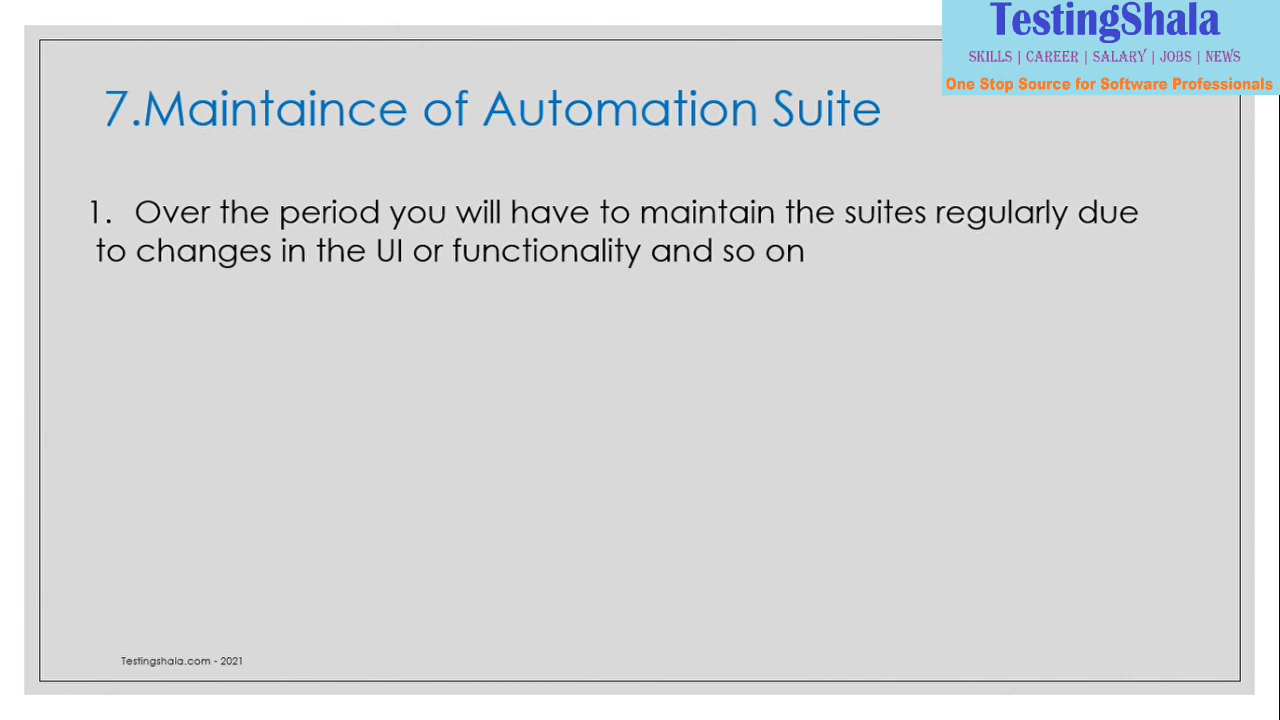 TestingShala
SKILLS | CAREER | SALARY | JOBS | NEWS
One Stop Source for Software Professionals
7.Maintaince of Automation Suite
1. Over the period you will have to maintain the suites regularly due
to changes in the UI or functionality and so on
Testingshala.com - 2021